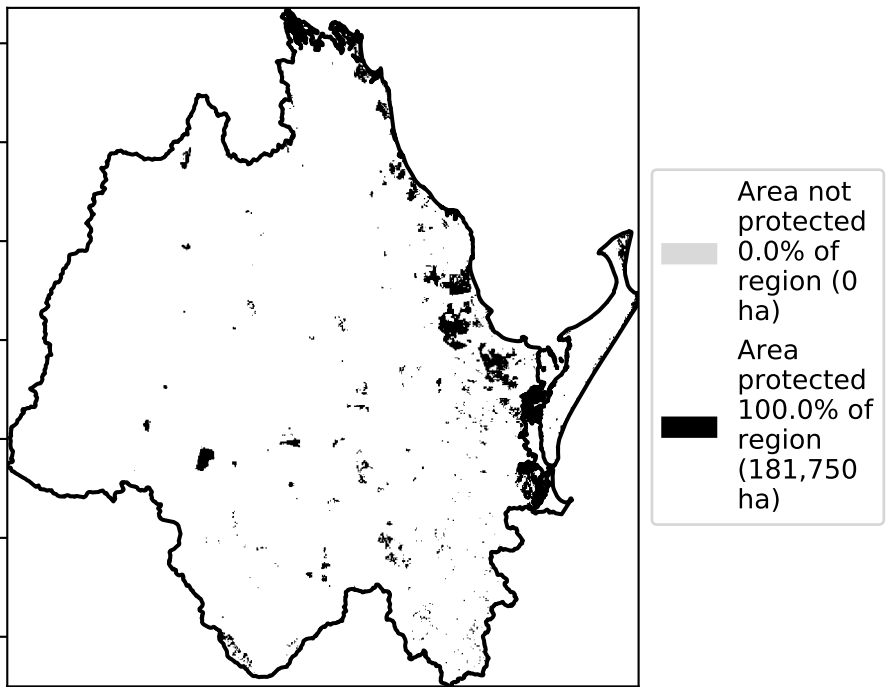 Area not
protected
0.0% of
region (0
ha)
Area
protected
100.0% of
region
(181,750
ha)